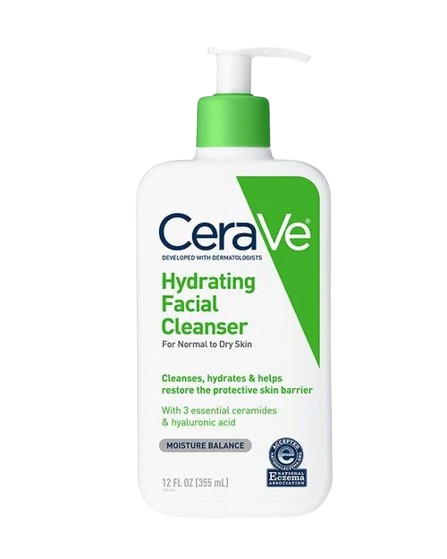 CeraVe®
DEVELOPED WITH DERMATOLOGISTS
Hydrating
Facial
Cleanser
For Normal to Dry Skin
Cleanses, hydrates & helps
restore the protective skin barrier
With 3 essential ceramides
& hyaluronic acid
MOISTURE BALANCE
12 FL OZ (355 mL)
ACCEPTED
e
NATIONAL
Eczema
ASSOCIATION